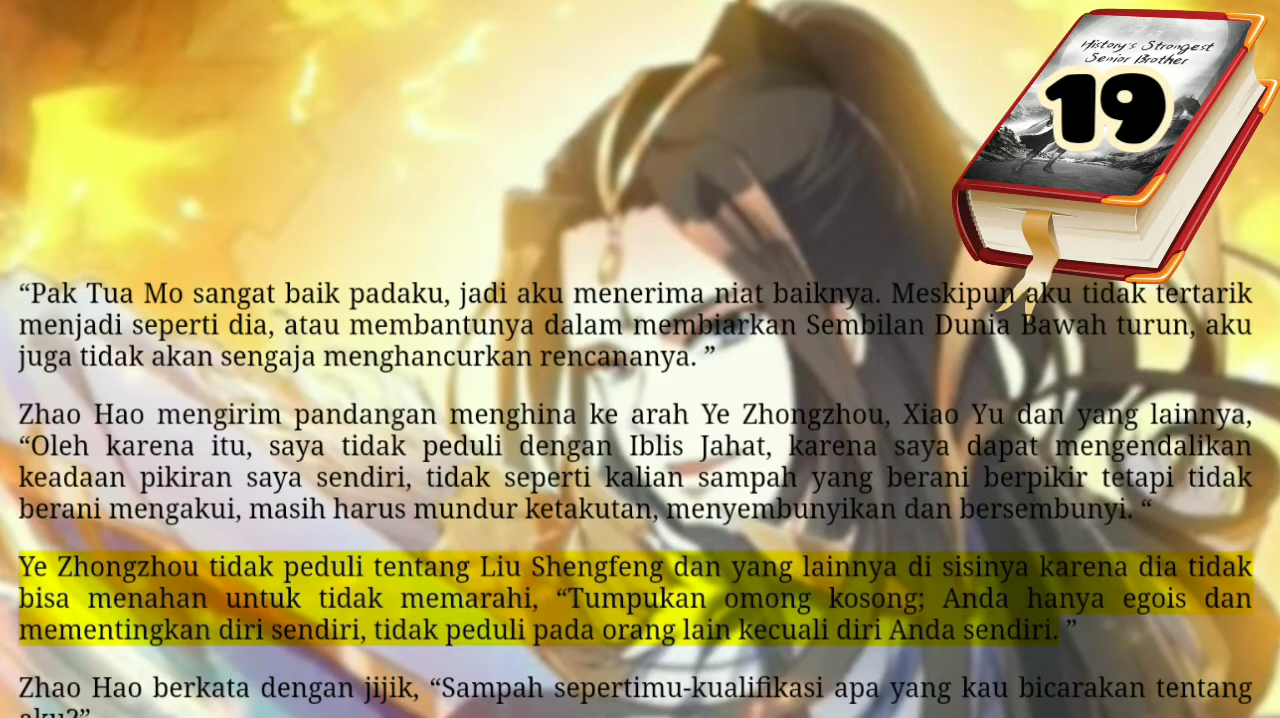 History's Strongest
Senior Brother
19
“Pak Tua Mo sangat baik padaku, jadi aku menerima niat baiknya. Meskipun aku tidak tertarik
menjadi seperti dia, atau membantunya dalam membiarkan Sembilan Dunia Bawah turun, aku
juga tidak akan sengaja menghancurkan rencananya. ”
Zhao Hao mengirim pandangan menghina ke arah Ye Zhongzhou, Xiao Yu dan yang lainnya,
“Oleh karena itu, saya tidak peduli dengan Iblis Jahat, karena saya dapat mengendalikan
keadaan pikiran saya sendiri, tidak seperti kalian sampah yang berani berpikir tetapi tidak
berani mengakui, masih harus mundur ketakutan, menyembunyikan dan bersembunyi. “
Ye Zhongzhou tidak peduli tentang Liu Shengfeng dan yang lainnya di sisinya karena dia tidak
bisa menahan untuk tidak memarahi, “Tumpukan omong kosong; Anda hanya egois dan
mementingkan diri sendiri, tidak peduli pada orang lain kecuali diri Anda sendiri. ”
Zhao Hao berkata dengan jijik, “Sampah sepertimu-kualifikasi apa yang kau bicarakan tentang
aku?”